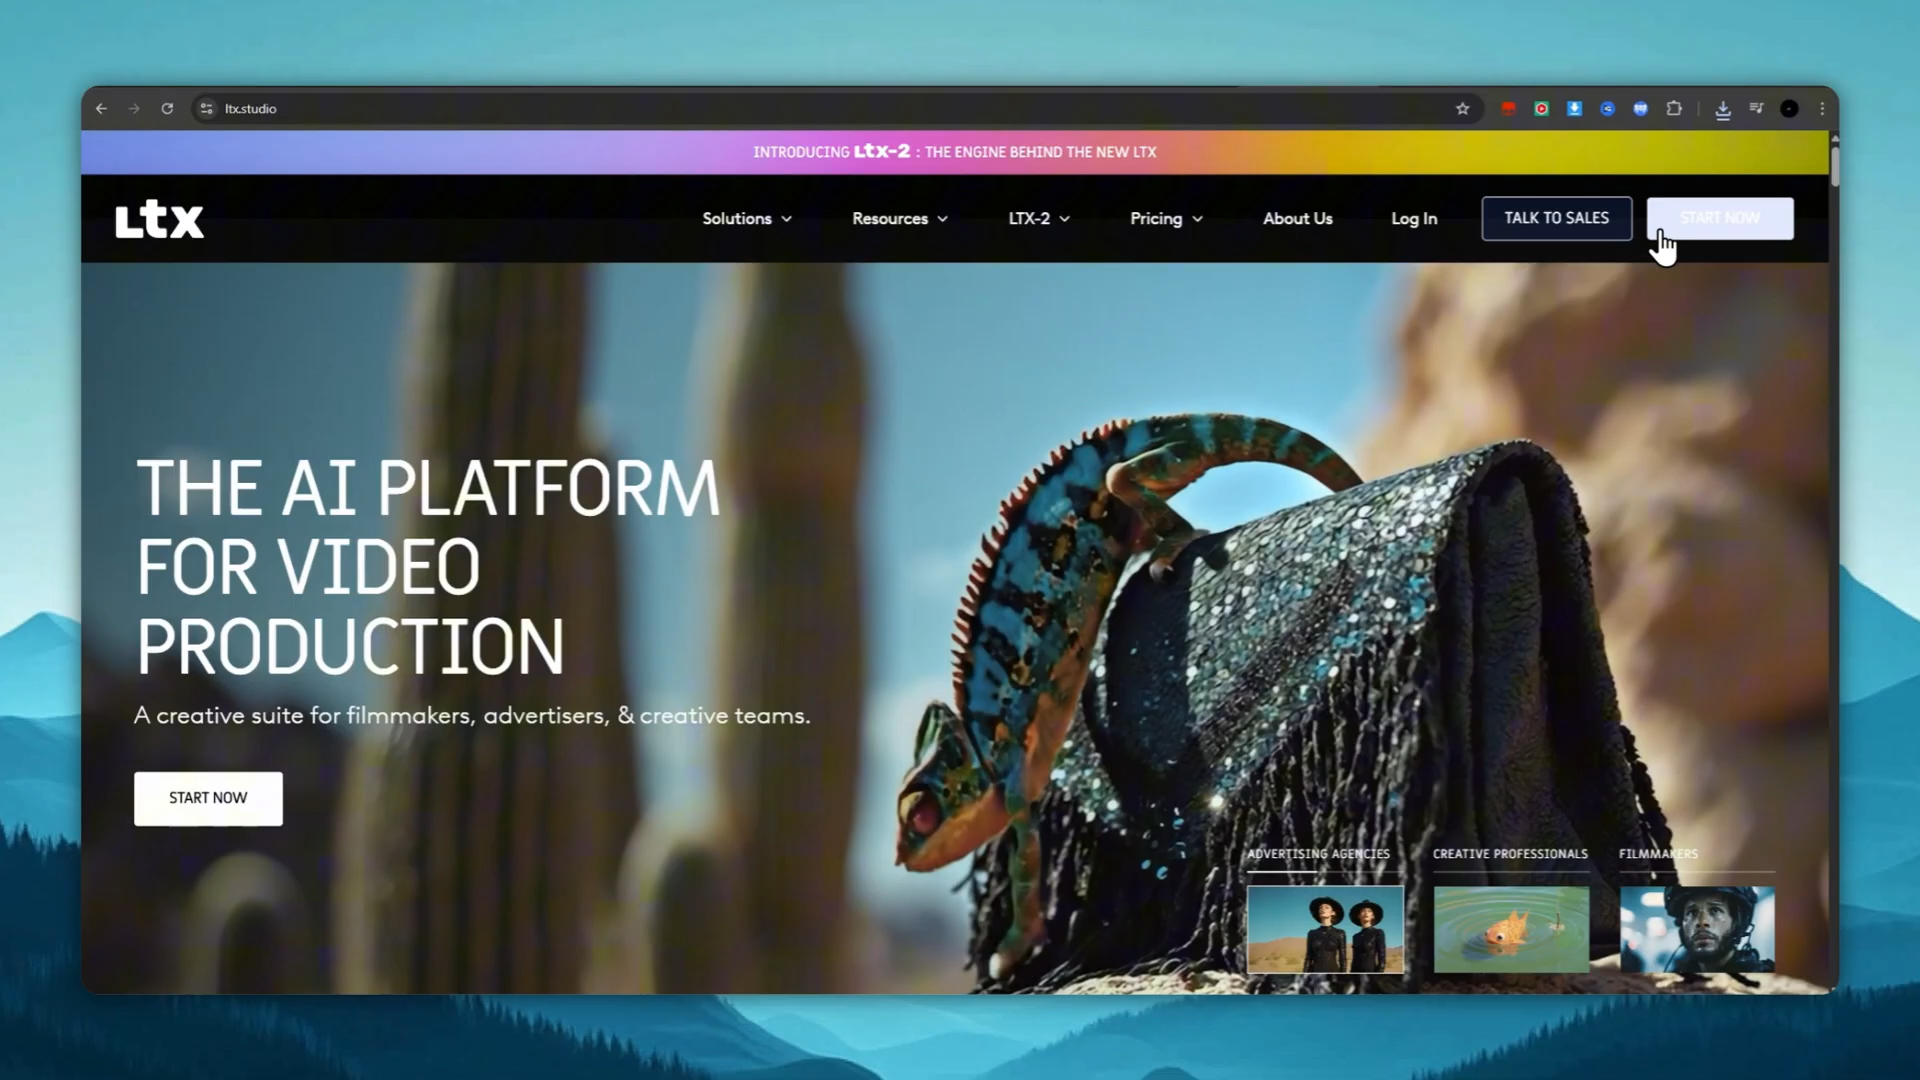 ltx.studio
INTRODUCING LTX-2 : THE ENGINE BEHIND THE NEW LTX
Ltx
Solutions
Resources
LTX-2
Pricing
About Us
Log In
TALK TO SALES
START NOW
THE AI PLATFORM
FOR VIDEO
PRODUCTION
A creative suite for filmmakers, advertisers, & creative teams.
START NOW
ADVERTISING AGENCIES
CREATIVE PROFESSIONALS
FILMMAKERS